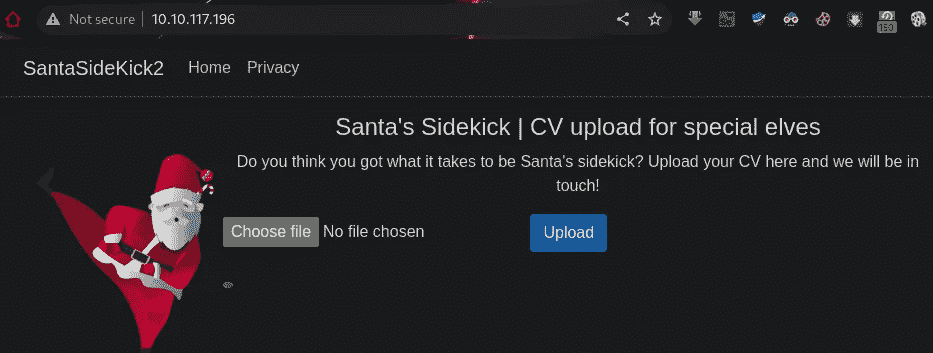 Not secure | 10.10.117.196
153
SantaSideKick2 Home Privacy
Santa's Sidekick | CV upload for special elves
Do you think you got what it takes to be Santa's sidekick? Upload your CV here and we will be in
touch!
Choose file No file chosen Upload